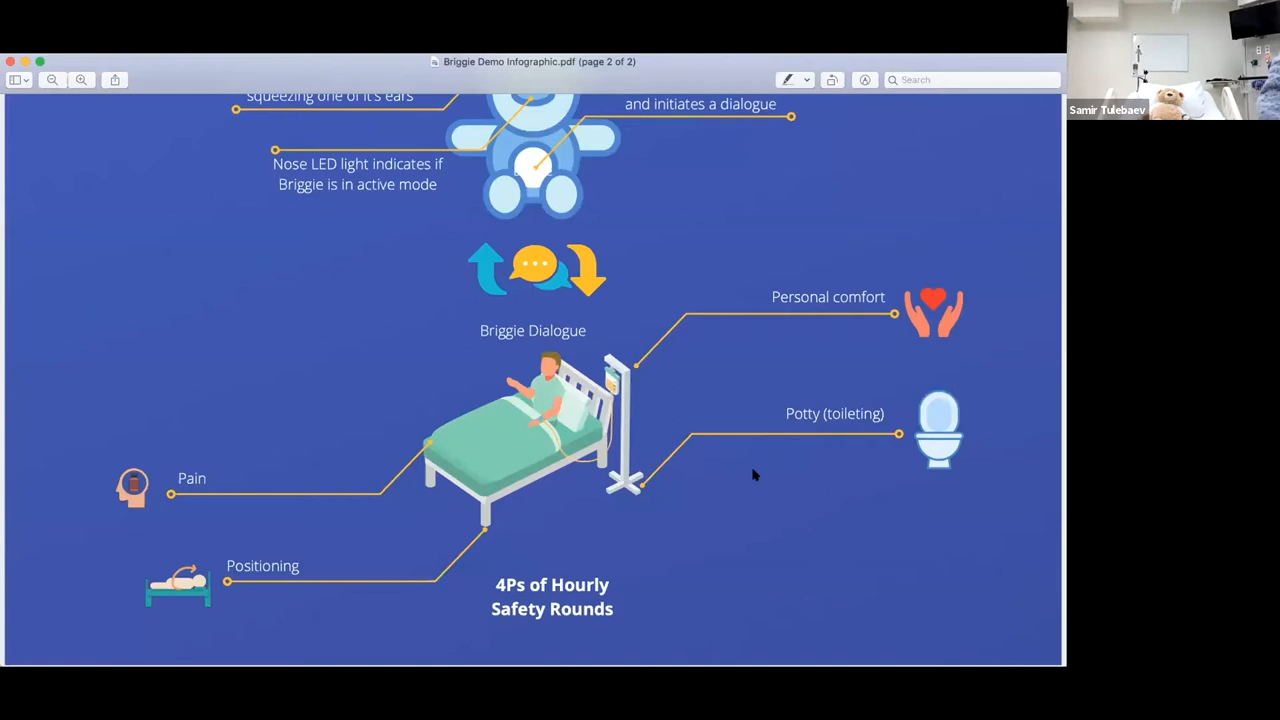 Briggie Demo Infographic.pdf (page 2 of 2)
Search
Samir Tulebaev
squeezing one of it's ears
and initiates a dialogue
Nose LED light indicates if
Briggie is in active mode
Briggie Dialogue
Personal comfort
Potty (toileting)
Pain
Positioning
4Ps of Hourly
Safety Rounds